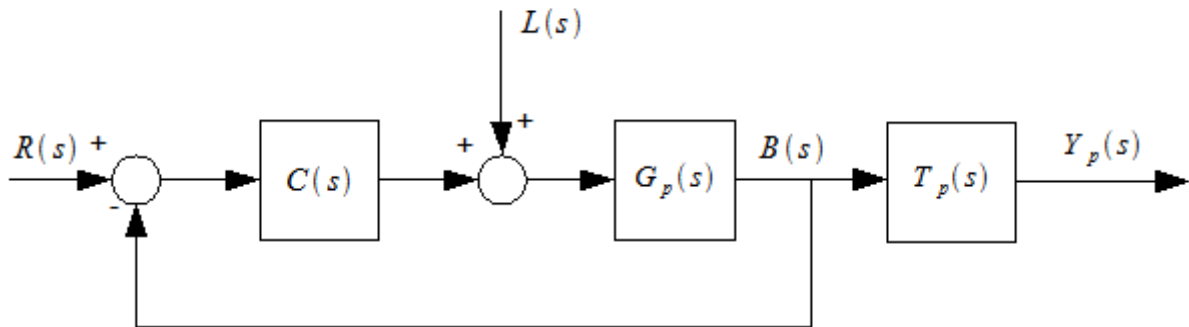 L(s)
+
R(s) +
-
C(s)
+
G_p(s)
B(s)
T_p(s)
Y_p(s)